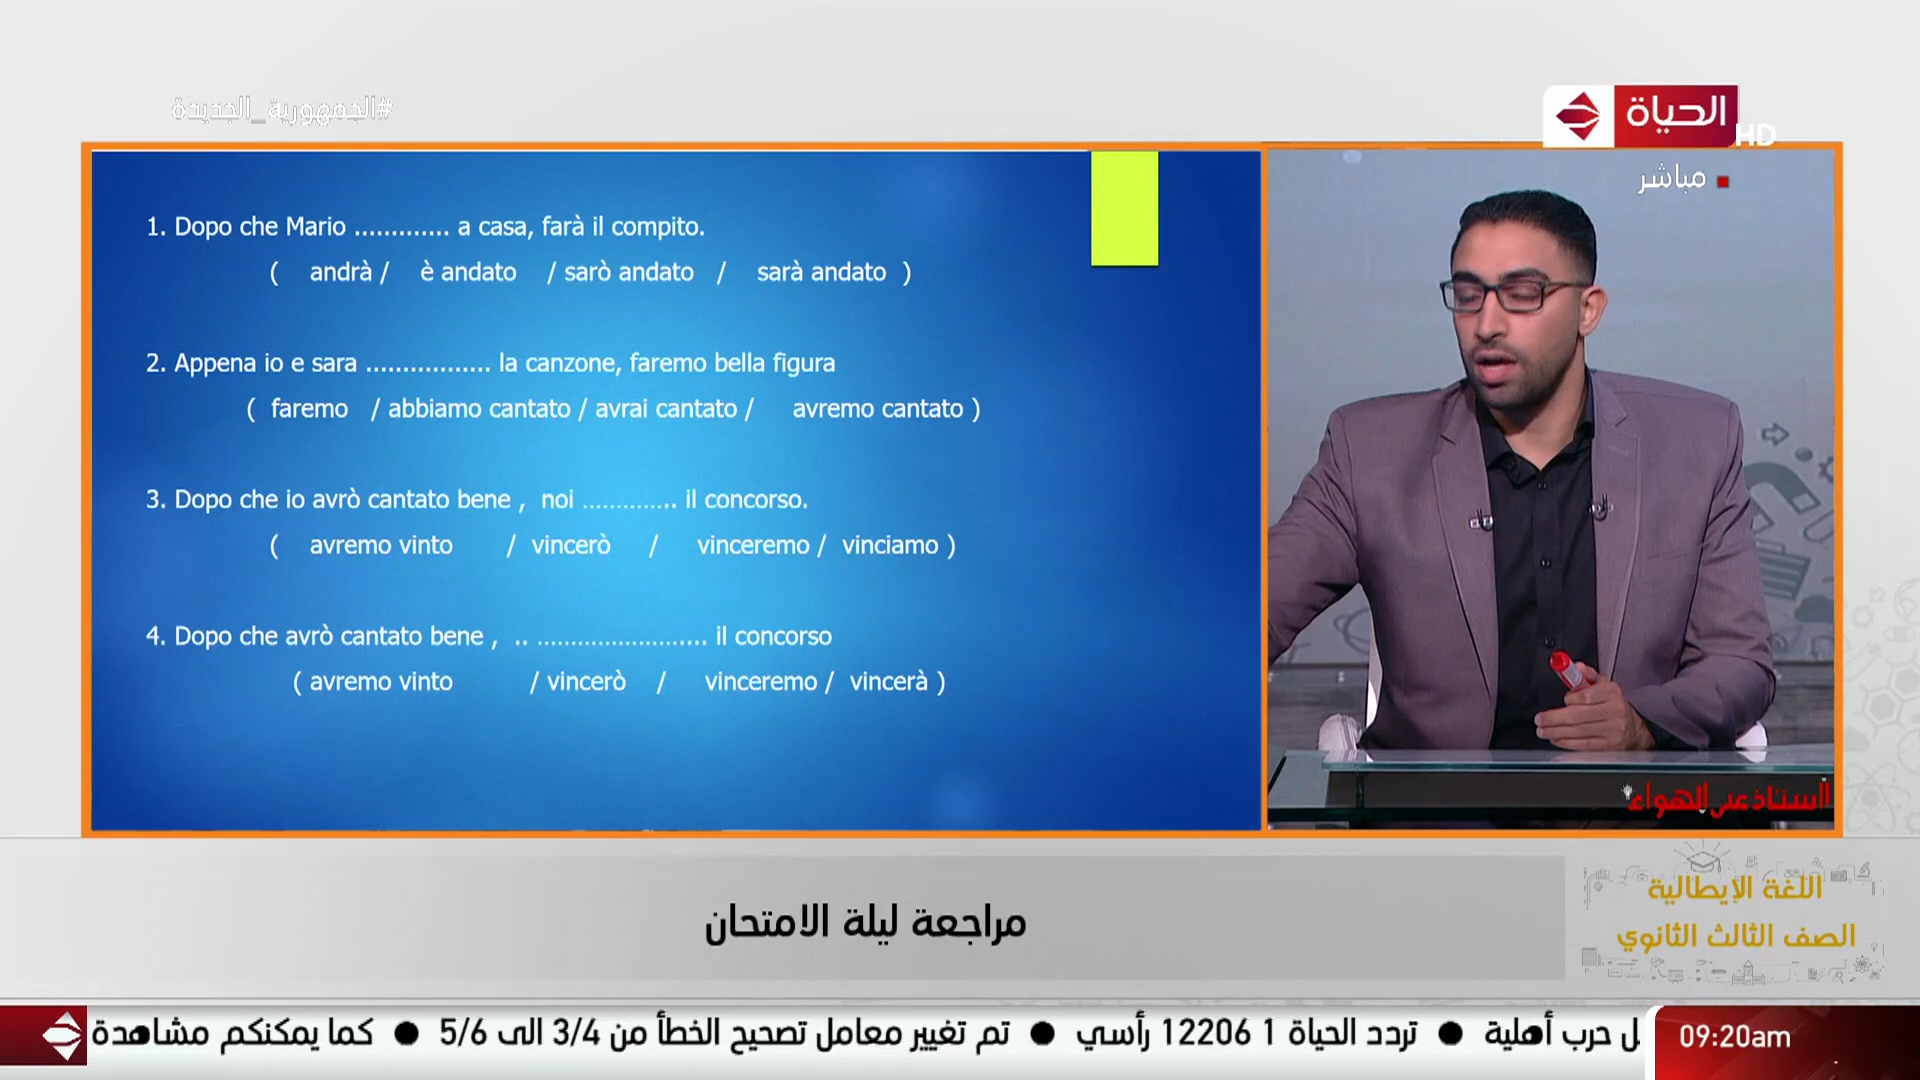 #الجمهورية_الجديدة
الحياة
HD
مباشر
1. Dopo che Mario ............. a casa, farà il compito.
( andrà / è andato / sarò andato / sarà andato )
2. Appena io e sara ................. la canzone, faremo bella figura
( faremo / abbiamo cantato / avrai cantato / avremo cantato )
3. Dopo che io avrò cantato bene , noi ………….. il concorso.
( avremo vinto / vincerò / vinceremo / vinciamo )
4. Dopo che avrò cantato bene , .. ……………………. il concorso
( avremo vinto / vincerò / vinceremo / vincerà )
الستاذ على الهواء
اللغة الإيطالية
الصف الثالث الثانوي
مراجعة ليلة الامتحان
ل حرب أهلية ● تردد الحياة 1 12206 رأسي ● تم تغيير معامل تصحيح الخطأ من 3/4 الى 5/6 ● كما يمكنكم مشاهدة
09:20am